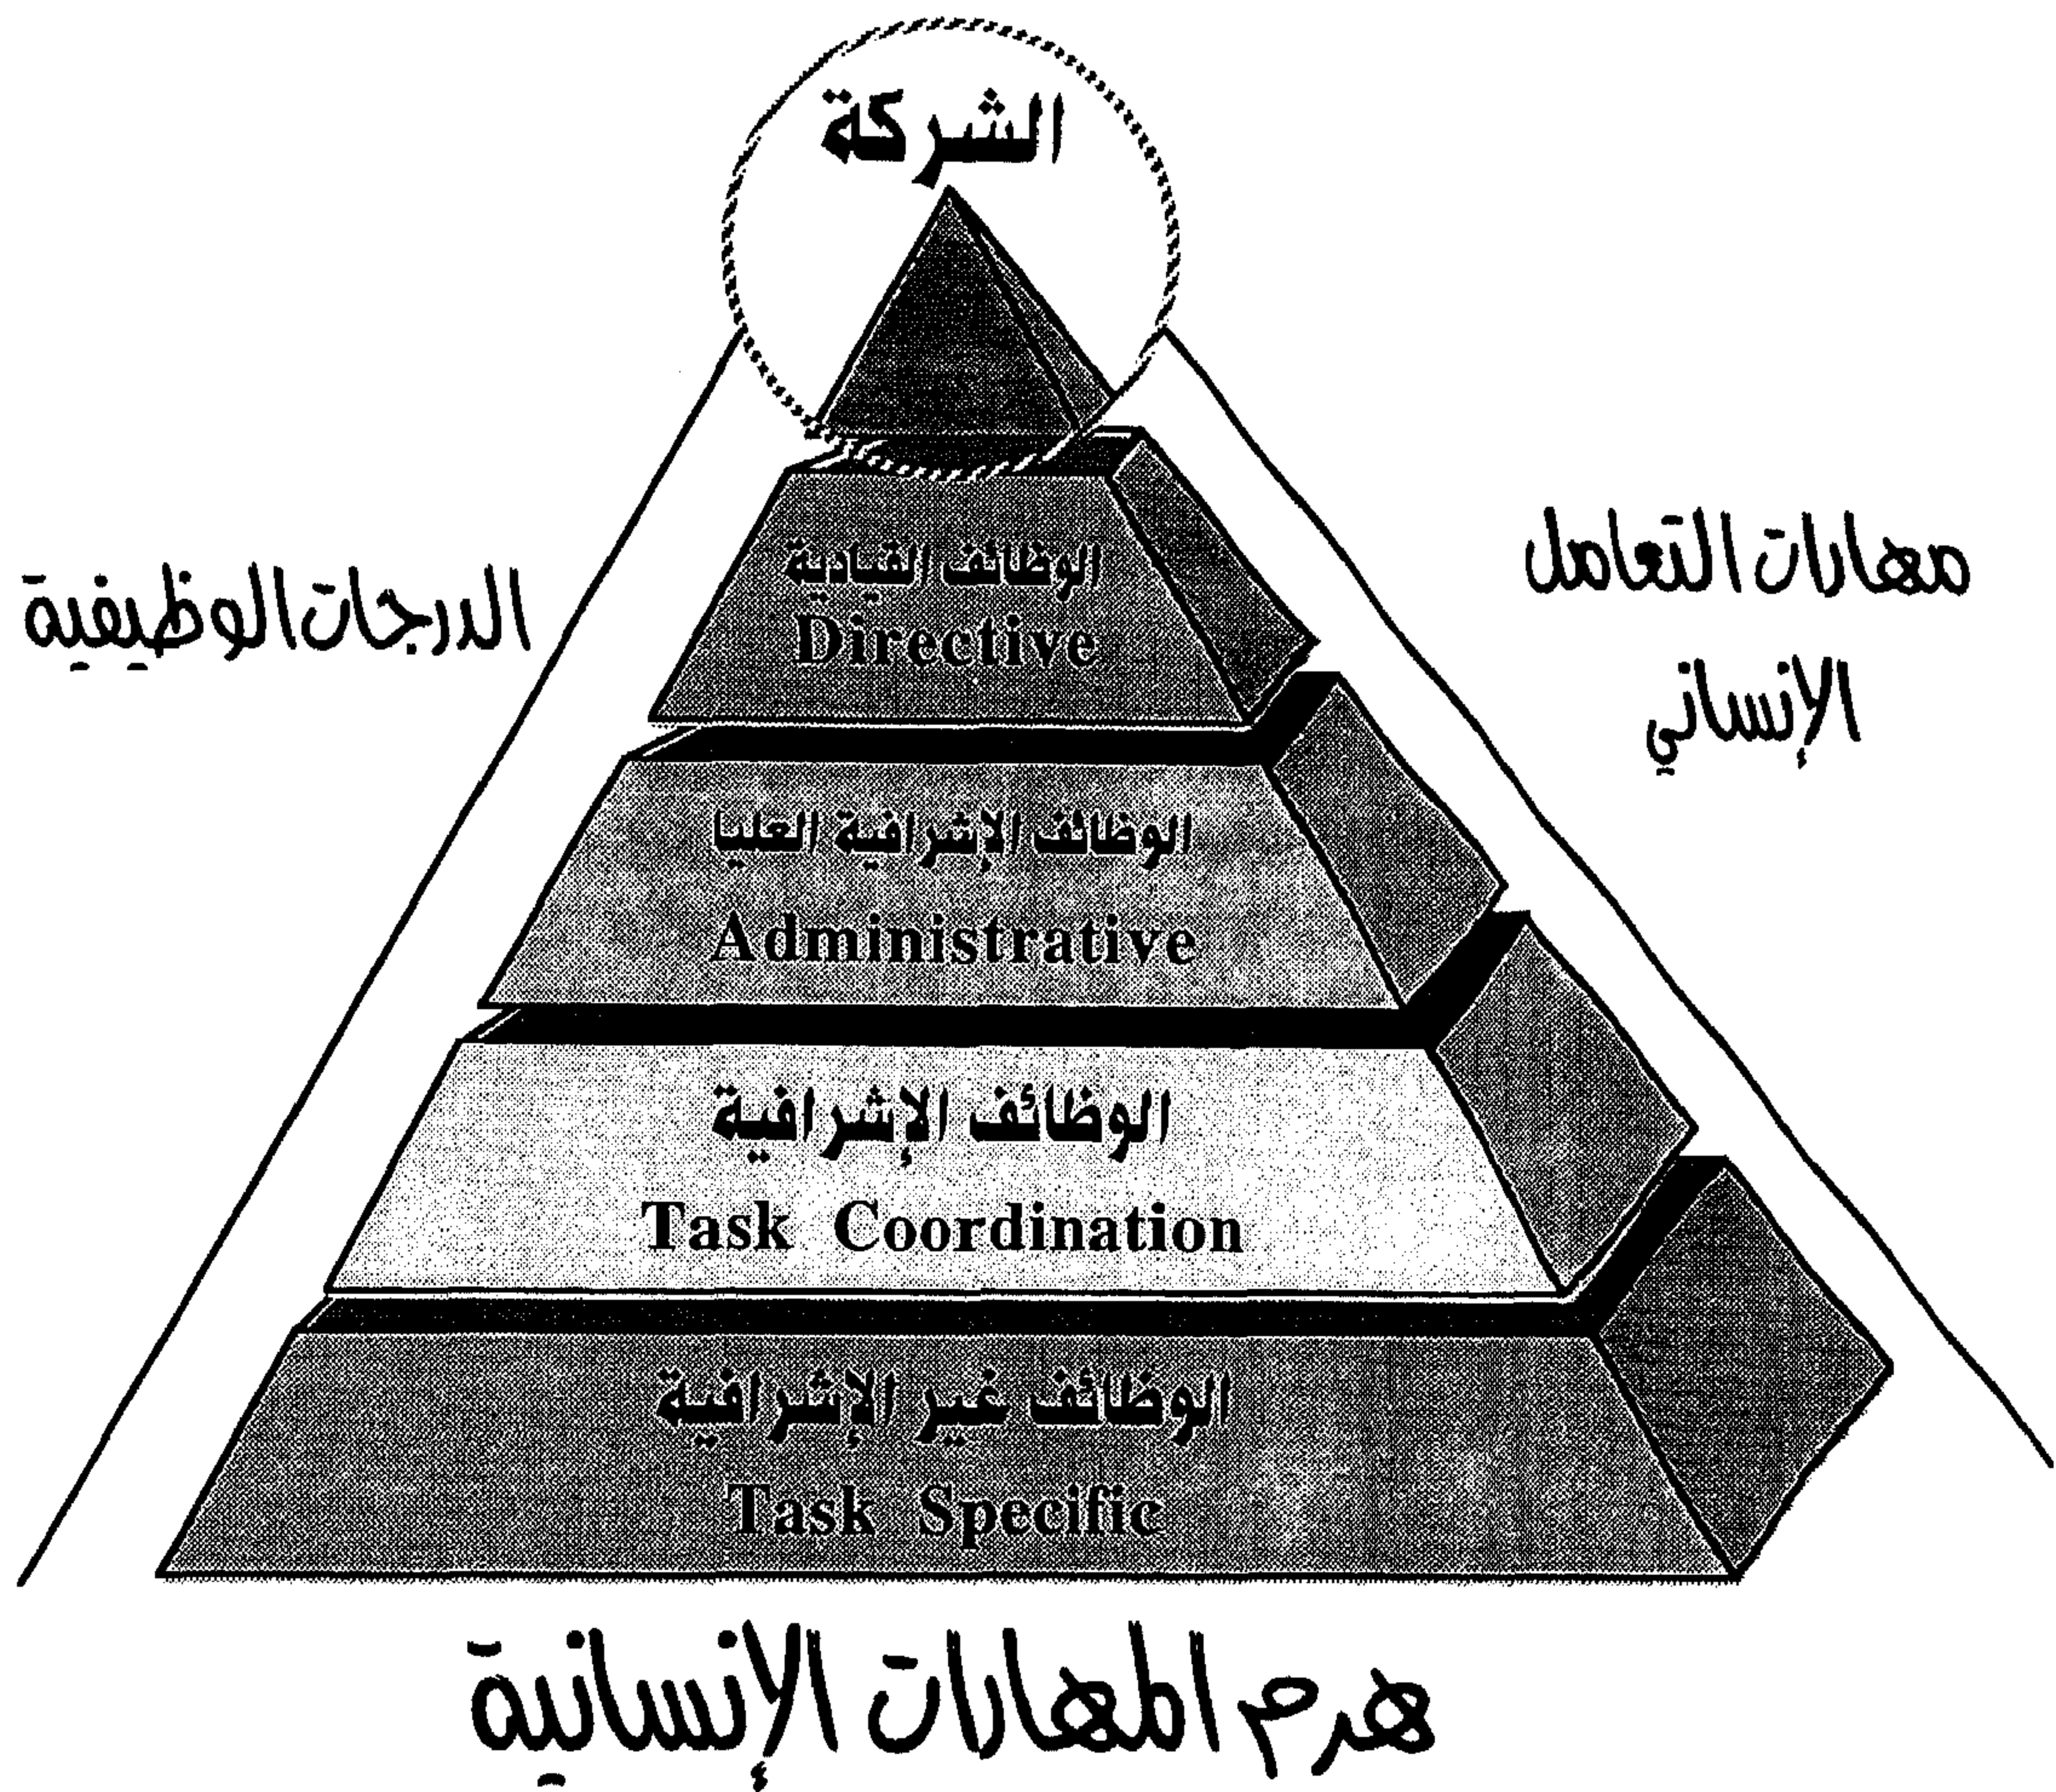 الشركة
الوظائف القيادية
Directive
مهارات التعامل
الإنساني
الدرجات الوظيفية
الوظائف الإشرافية العليا
Administrative
الوظائف الإشرافية
Task Coordination
الوظائف غير الإشرافية
Task Specific
هرم المهارات الإنسانية